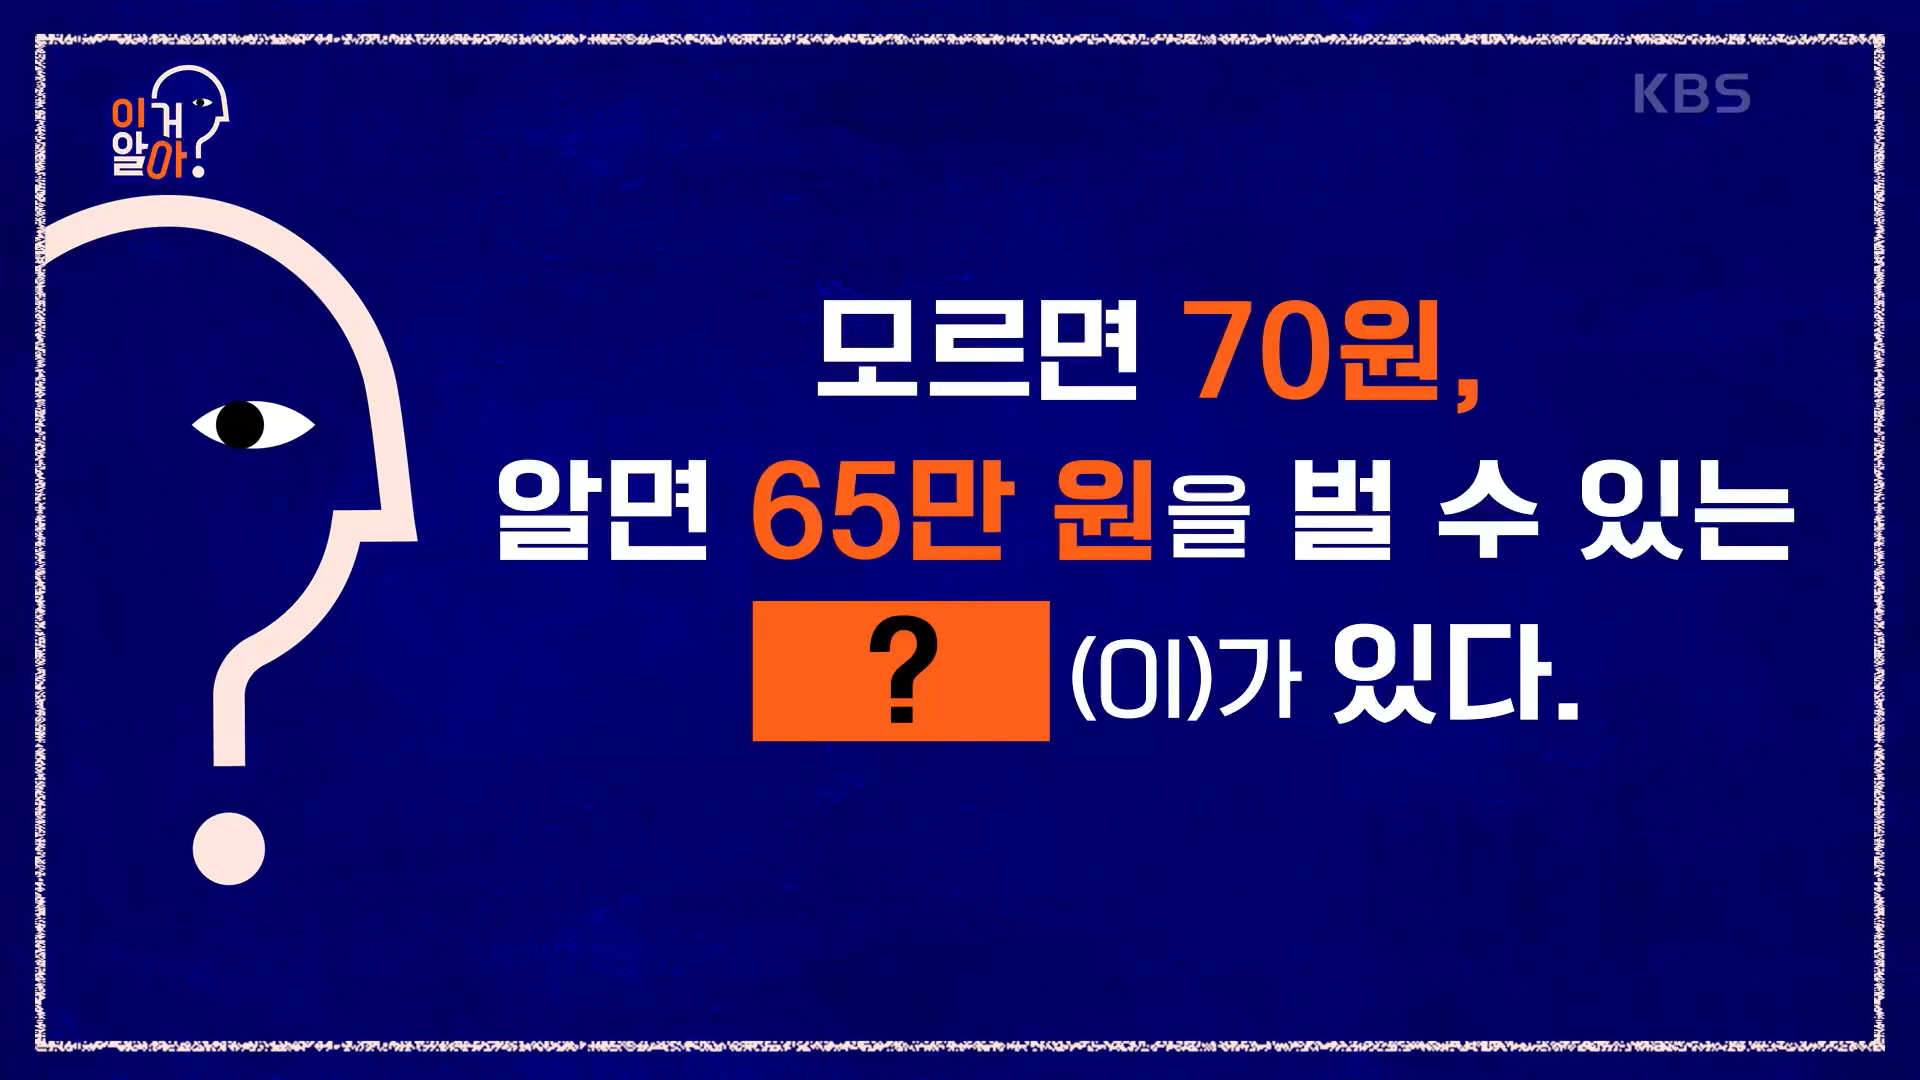 이거
알아?
KBS
모르면 70원,
알면 65만 원을 벌 수 있는
? (이)가 있다.